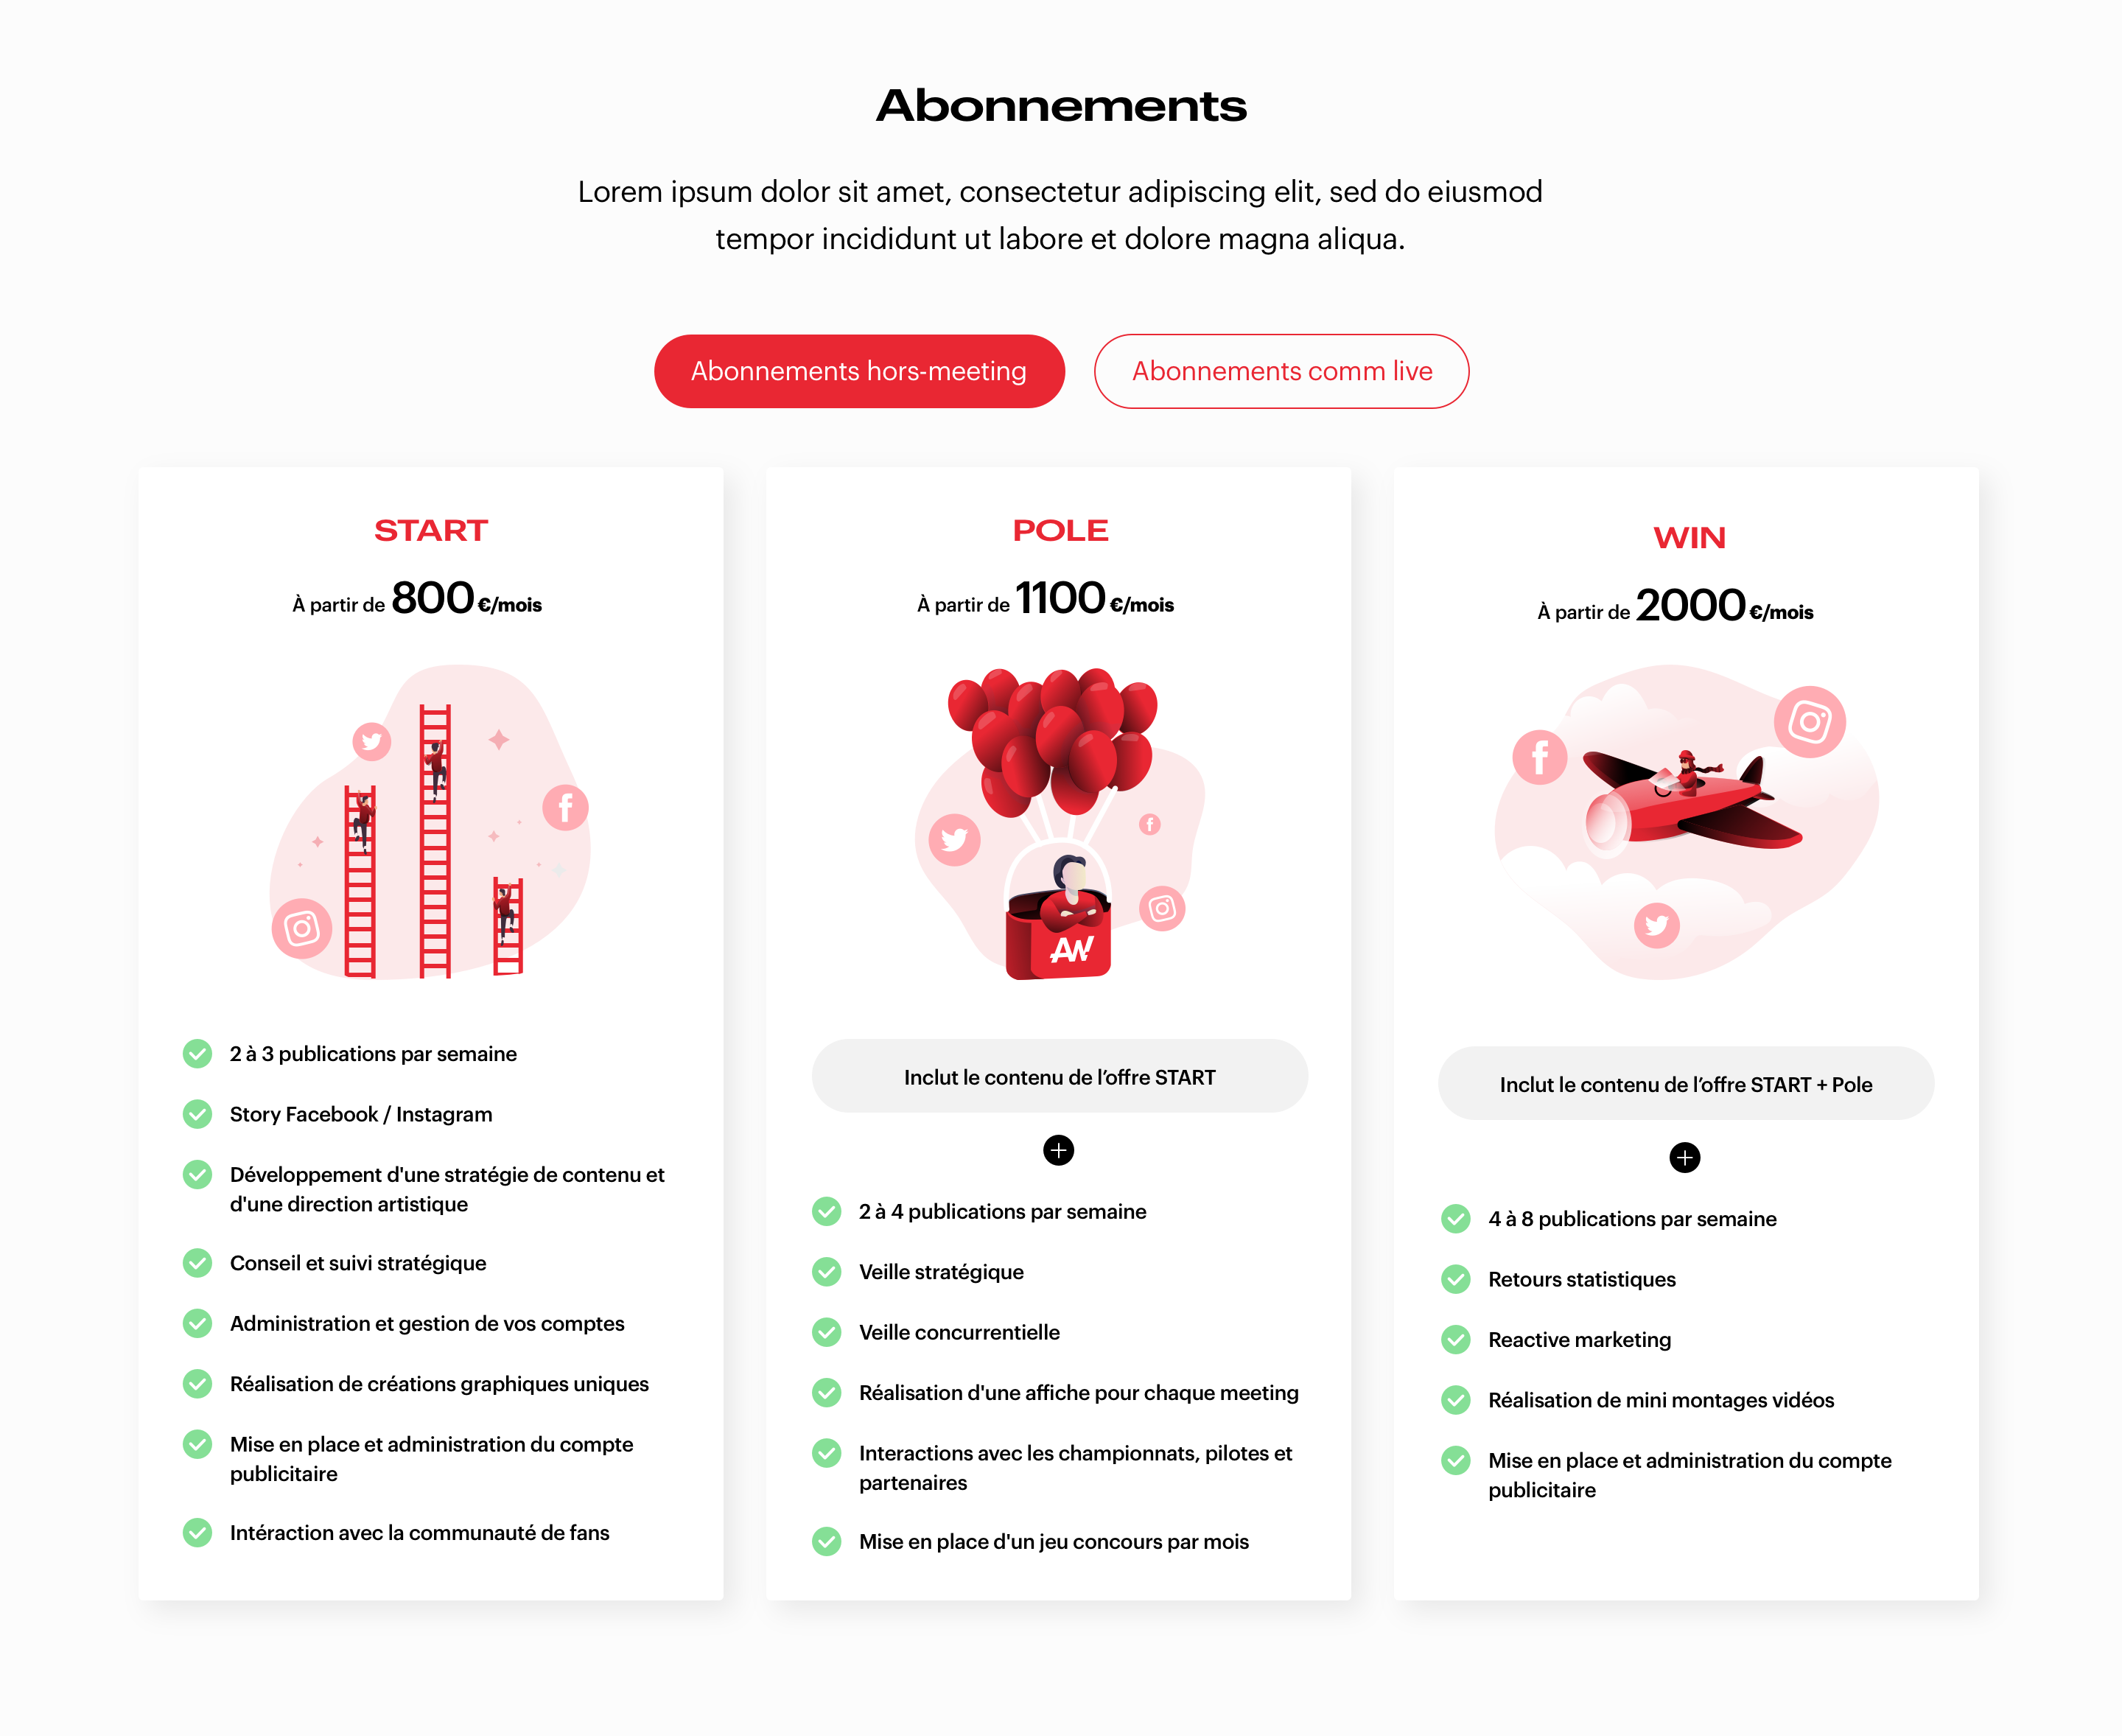 Abonnements
Lorem ipsum dolor sit amet, consectetur adipiscing elit, sed do eiusmod
tempor incididunt ut labore et dolore magna aliqua.
Abonnements hors-meeting
Abonnements comm live
START
À partir de 800 €/mois
2 à 3 publications par semaine
Story Facebook / Instagram
Développement d'une stratégie de contenu et
d'une direction artistique
Conseil et suivi stratégique
Administration et gestion de vos comptes
Réalisation de créations graphiques uniques
Mise en place et administration du compte
publicitaire
Intéraction avec la communauté de fans
POLE
À partir de 1100 €/mois
AW
Inclut le contenu de l’offre START
2 à 4 publications par semaine
Veille stratégique
Veille concurrentielle
Réalisation d'une affiche pour chaque meeting
Interactions avec les championnats, pilotes et
partenaires
Mise en place d'un jeu concours par mois
WIN
À partir de 2000 €/mois
Inclut le contenu de l’offre START + Pole
4 à 8 publications par semaine
Retours statistiques
Reactive marketing
Réalisation de mini montages vidéos
Mise en place et administration du compte
publicitaire